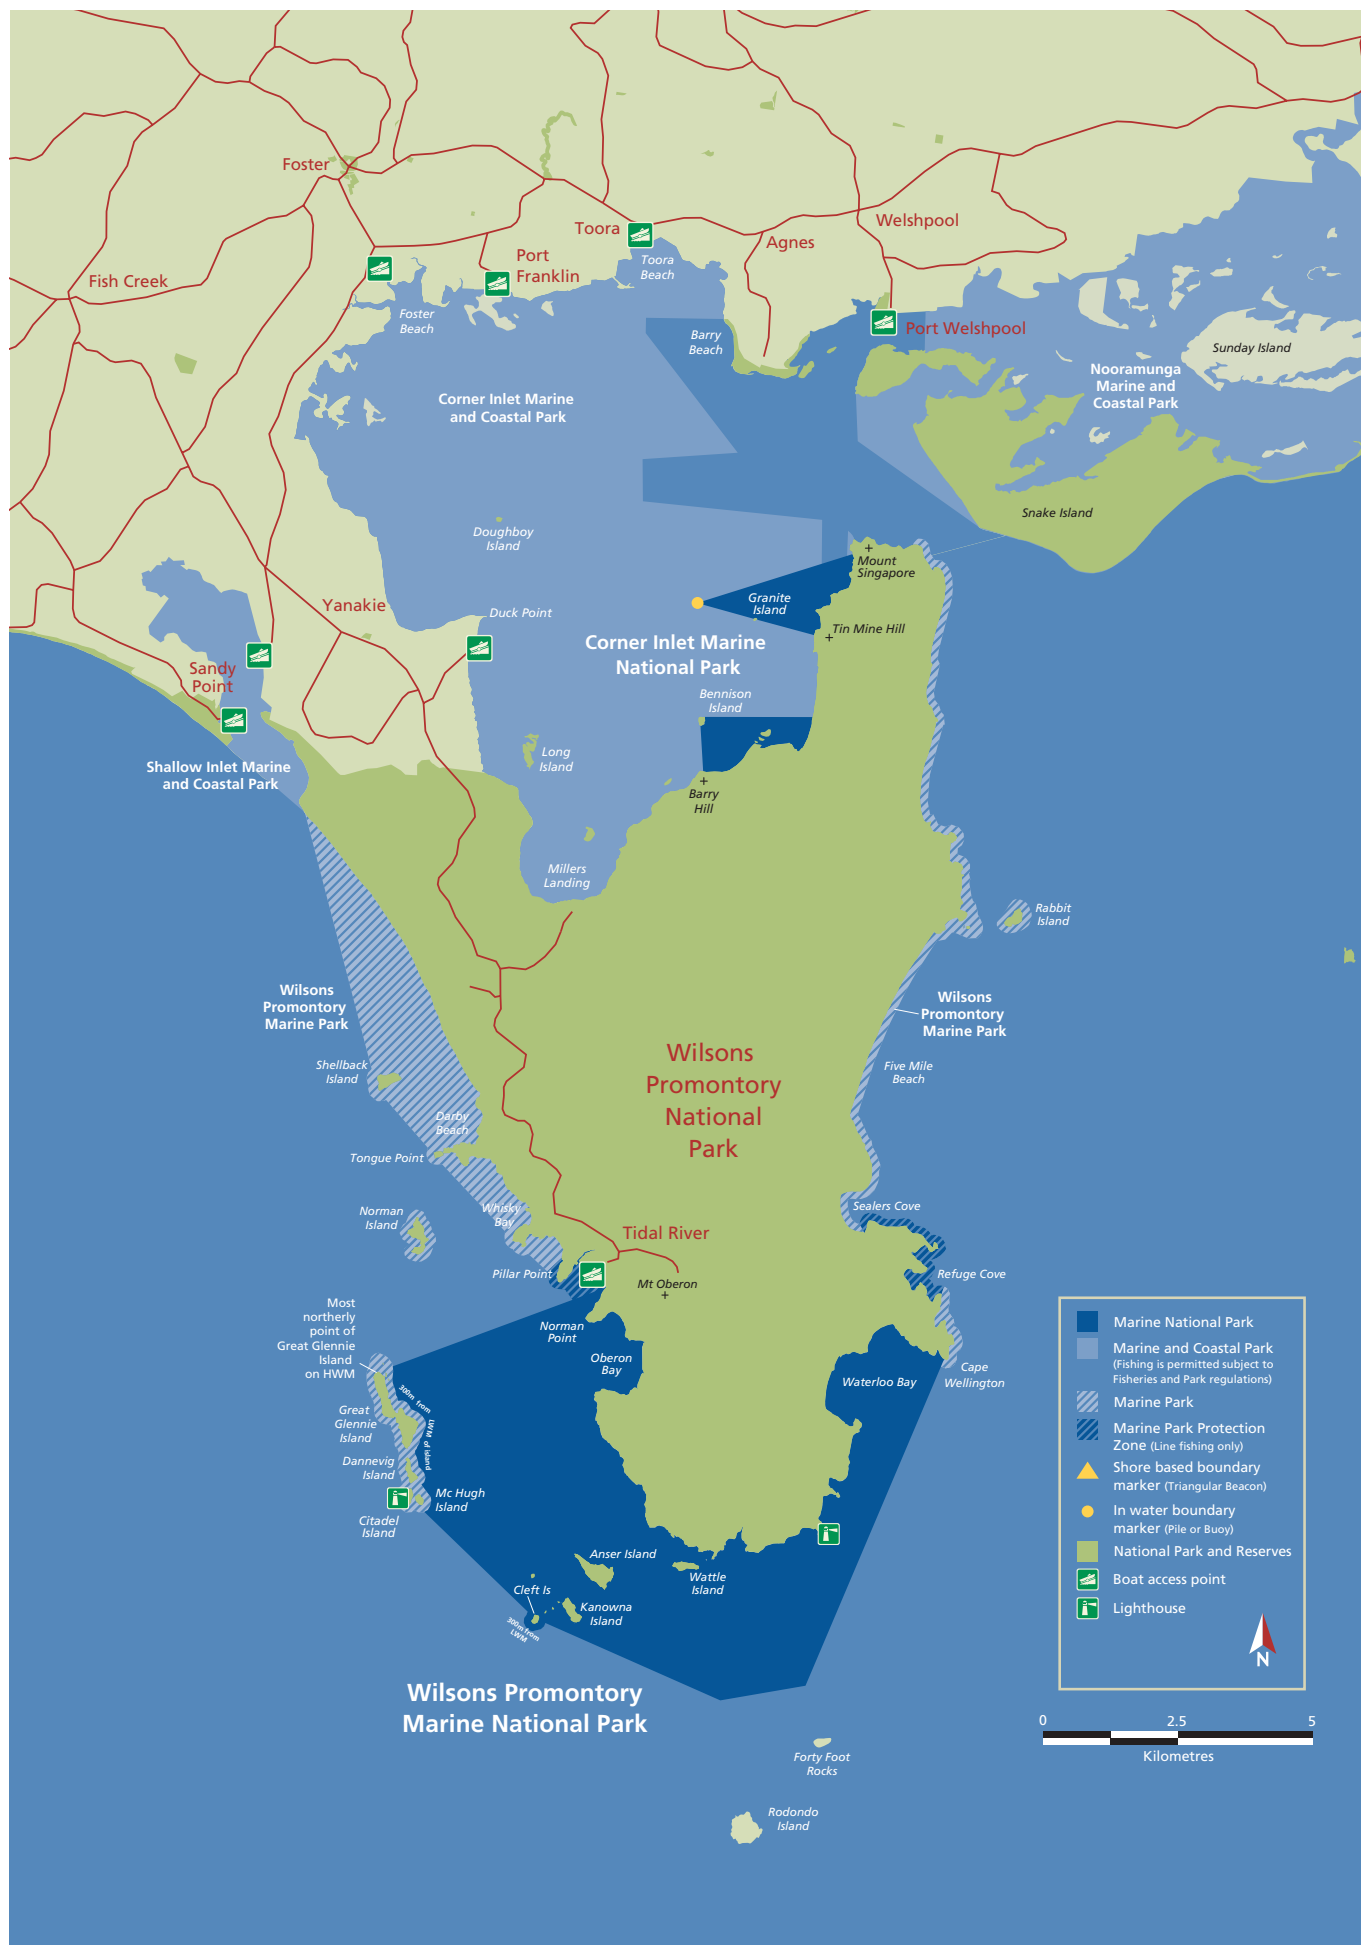 Foster
Toora
Port
Franklin
Toora
Beach
Agnes
Welshpool
Fish Creek
Foster
Beach
Barry
Beach
Port Welshpool
Sunday Island
Nooramunga
Marine and
Coastal Park
Corner Inlet Marine
and Coastal Park
Snake Island
Doughboy
Island
Mount
Singapore
Granite
Island
Yanakie
Duck Point
Tin Mine Hill
Corner Inlet Marine
National Park
Sandy
Point
Bennison
Island
Long
Island
Shallow Inlet Marine
and Coastal Park
Barry
Hill
Millers
Landing
Rabbit
Island
Wilsons
Promontory
Marine Park
Wilsons
Promontory
Marine Park
Wilsons
Promontory
National
Park
Shellback
Island
Five Mile
Beach
Darby
Beach
Tongue Point
Whisky
Bay
Norman
Island
Sealers Cove
Tidal River
Pillar Point
Mt Oberon
Refuge Cove
Most
northerly
point of
Great Glennie
Island
on HWM
Norman
Point
Oberon
Bay
Waterloo Bay
Cape
Wellington
300m from
LWM of island
Great
Glennie
Island
Dannevig
Island
Mc Hugh
Island
Citadel
Island
Anser Island
Wattle
Island
Cleft Is
Kanowna
Island
300m from
LWM
Wilsons Promontory
Marine National Park
Marine National Park
Marine and Coastal Park
(Fishing is permitted subject to
Fisheries and Park regulations)
Marine Park
Marine Park Protection
Zone (Line fishing only)
Shore based boundary
marker (Triangular Beacon)
In water boundary
marker (Pile or Buoy)
National Park and Reserves
Boat access point
Lighthouse
N
0 2.5 5
Kilometres
Forty Foot
Rocks
Rodondo
Island